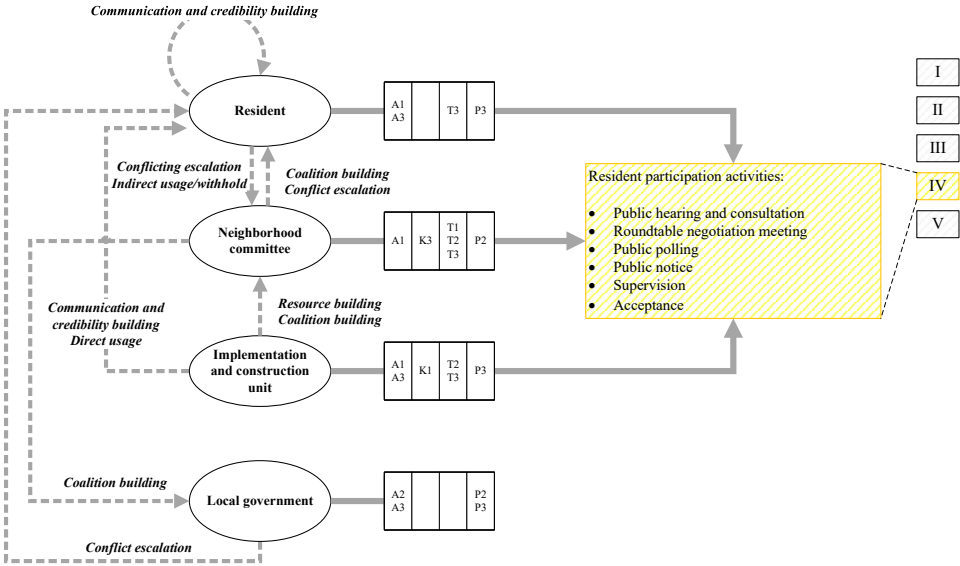 Communication and credibility building
Resident
A1
A3
T3
P3
I
II
III
IV
V
Conflicting escalation
Indirect usage/withhold
Coalition building
Conflict escalation
Resident participation activities:
• Public hearing and consultation
• Roundtable negotiation meeting
• Public polling
• Public notice
• Supervision
• Acceptance
Neighborhood
committee
A1
K3
T1
T2
T3
P2
Communication and
credibility building
Direct usage
Resource building
Coalition building
Implementation
and construction
unit
A1
A3
K1
T2
T3
P3
Coalition building
Local government
A2
A3
P2
P3
Conflict escalation